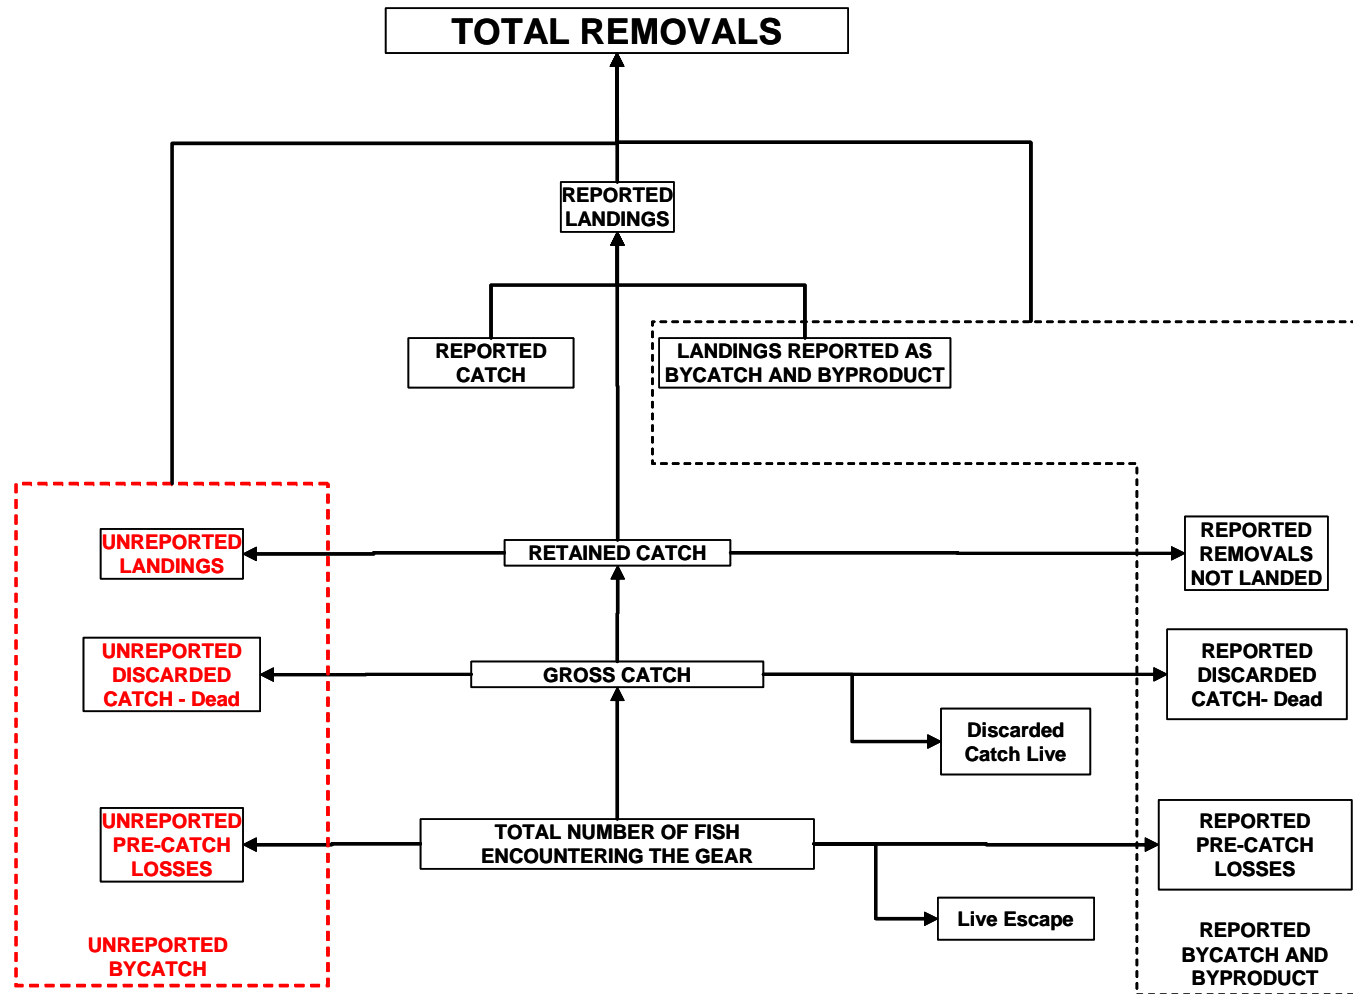 TOTAL REMOVALS
REPORTED
LANDINGS
REPORTED
CATCH
LANDINGS REPORTED AS
BYCATCH AND BYPRODUCT
UNREPORTED
LANDINGS
RETAINED CATCH
REPORTED
REMOVALS
NOT LANDED
UNREPORTED
DISCARDED
CATCH - Dead
GROSS CATCH
REPORTED
DISCARDED
CATCH- Dead
Discarded
Catch Live
UNREPORTED
PRE-CATCH
LOSSES
TOTAL NUMBER OF FISH
ENCOUNTERING THE GEAR
REPORTED
PRE-CATCH
LOSSES
Live Escape
UNREPORTED
BYCATCH
REPORTED
BYCATCH AND
BYPRODUCT